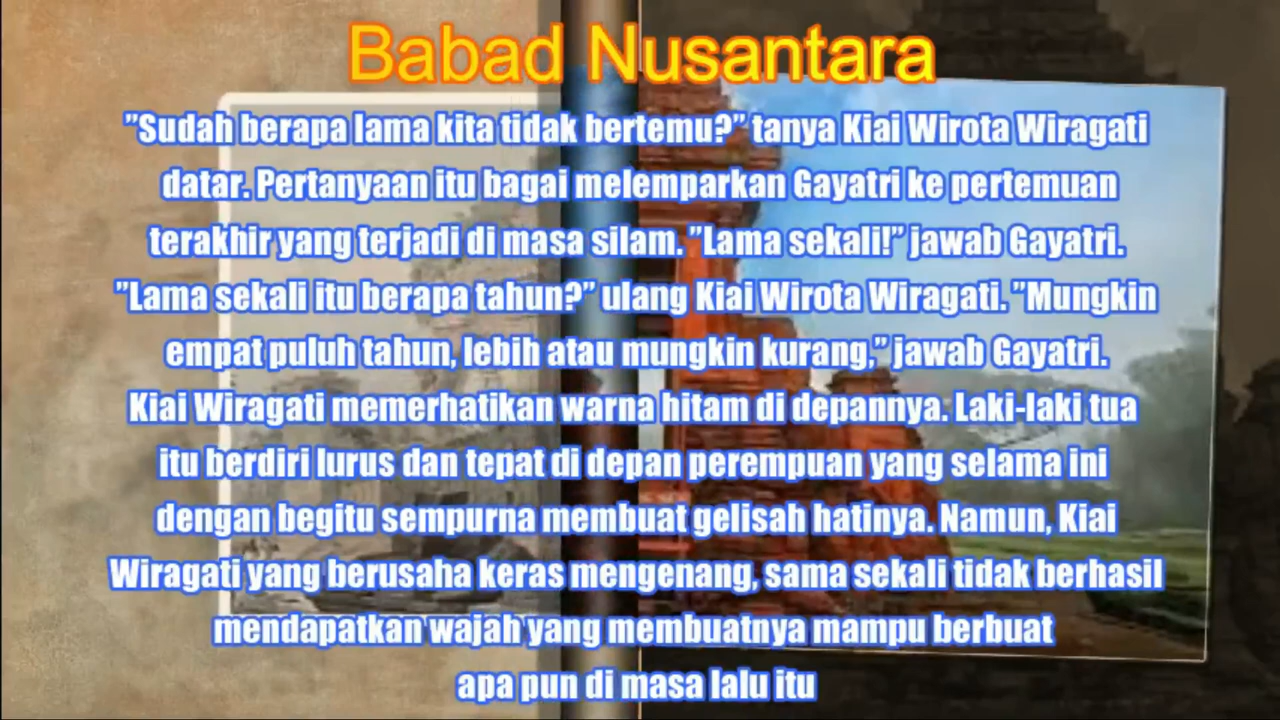 Babad Nusantara
”Sudah berapa lama kita tidak bertemu?” tanya Kiai Wirota Wiragati
datar. Pertanyaan itu bagai melemparkan Gayatri ke pertemuan
terakhir yang terjadi di masa silam. ”Lama sekali!” jawab Gayatri.
”Lama sekali itu berapa tahun?” ulang Kiai Wirota Wiragati. ”Mungkin
empat puluh tahun, lebih atau mungkin kurang,” jawab Gayatri.
Kiai Wiragati memerhatikan warna hitam di depannya. Laki-laki tua
itu berdiri lurus dan tepat di depan perempuan yang selama ini
dengan begitu sempurna membuat gelisah hatinya. Namun, Kiai
Wiragati yang berusaha keras mengenang, sama sekali tidak berhasil
mendapatkan wajah yang membuatnya mampu berbuat
apa pun di masa lalu itu